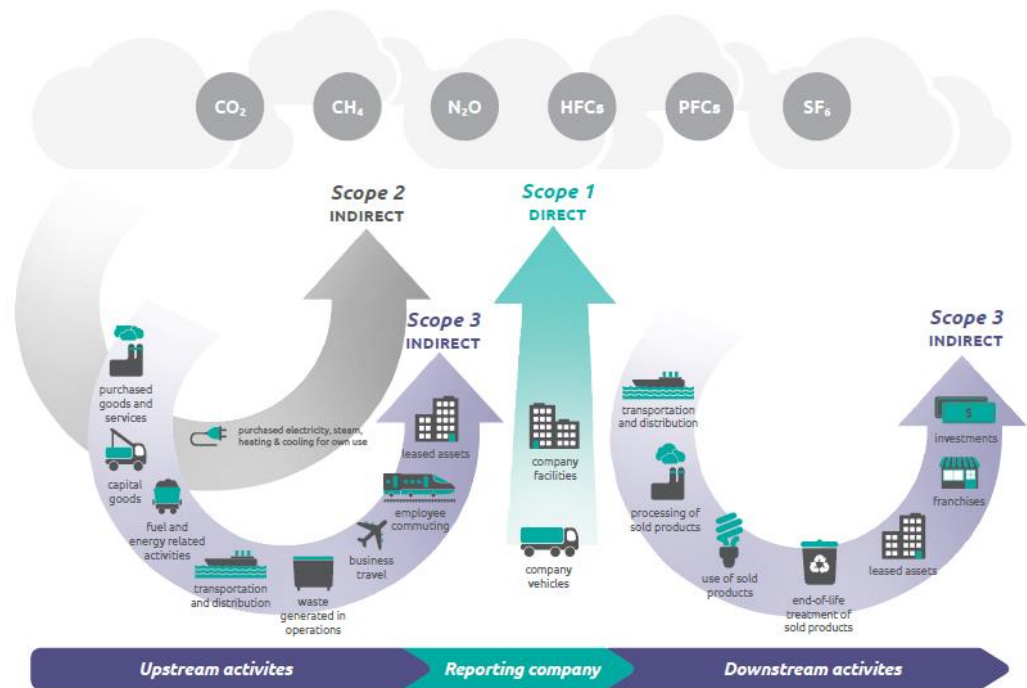 CO₂
CH₄
N₂O
HFCs
PFCs
SF₆
Scope 2
INDIRECT
Scope 1
DIRECT
Scope 3
INDIRECT
Scope 3
INDIRECT
purchased
goods and
services
capital
goods
fuel and
energy related
activities
purchased electricity, steam,
heating & cooling for own use
transportation
and distribution
waste
generated in
operations
business
travel
employee
commuting
leased assets
company
facilities
company
vehicles
transportation
and distribution
processing of
sold products
use of sold
products
end-of-life
treatment of
sold products
leased assets
franchises
investments
$
Upstream activites
Reporting company
Downstream activites